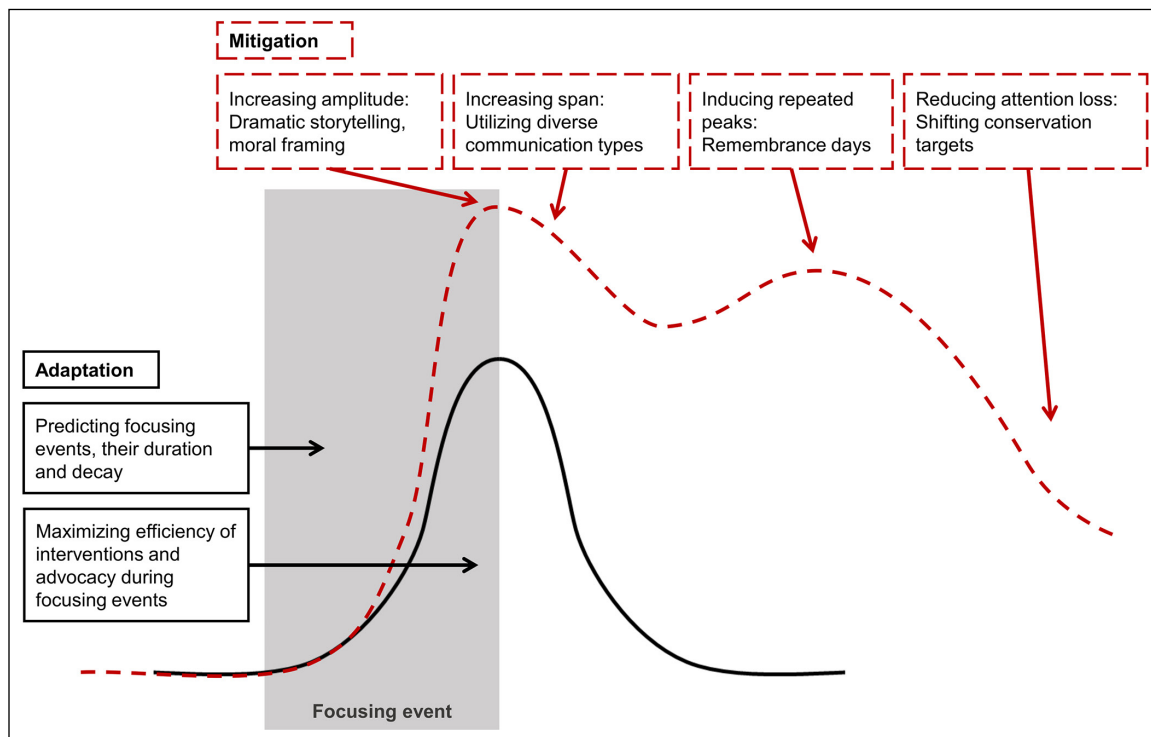 Mitigation
Increasing amplitude:
Dramatic storytelling,
moral framing
Increasing span:
Utilizing diverse
communication types
Inducing repeated
peaks:
Remembrance days
Reducing attention loss:
Shifting conservation
targets
Adaptation
Predicting focusing
events, their duration
and decay
Maximizing efficiency of
interventions and
advocacy during
focusing events
Focusing event